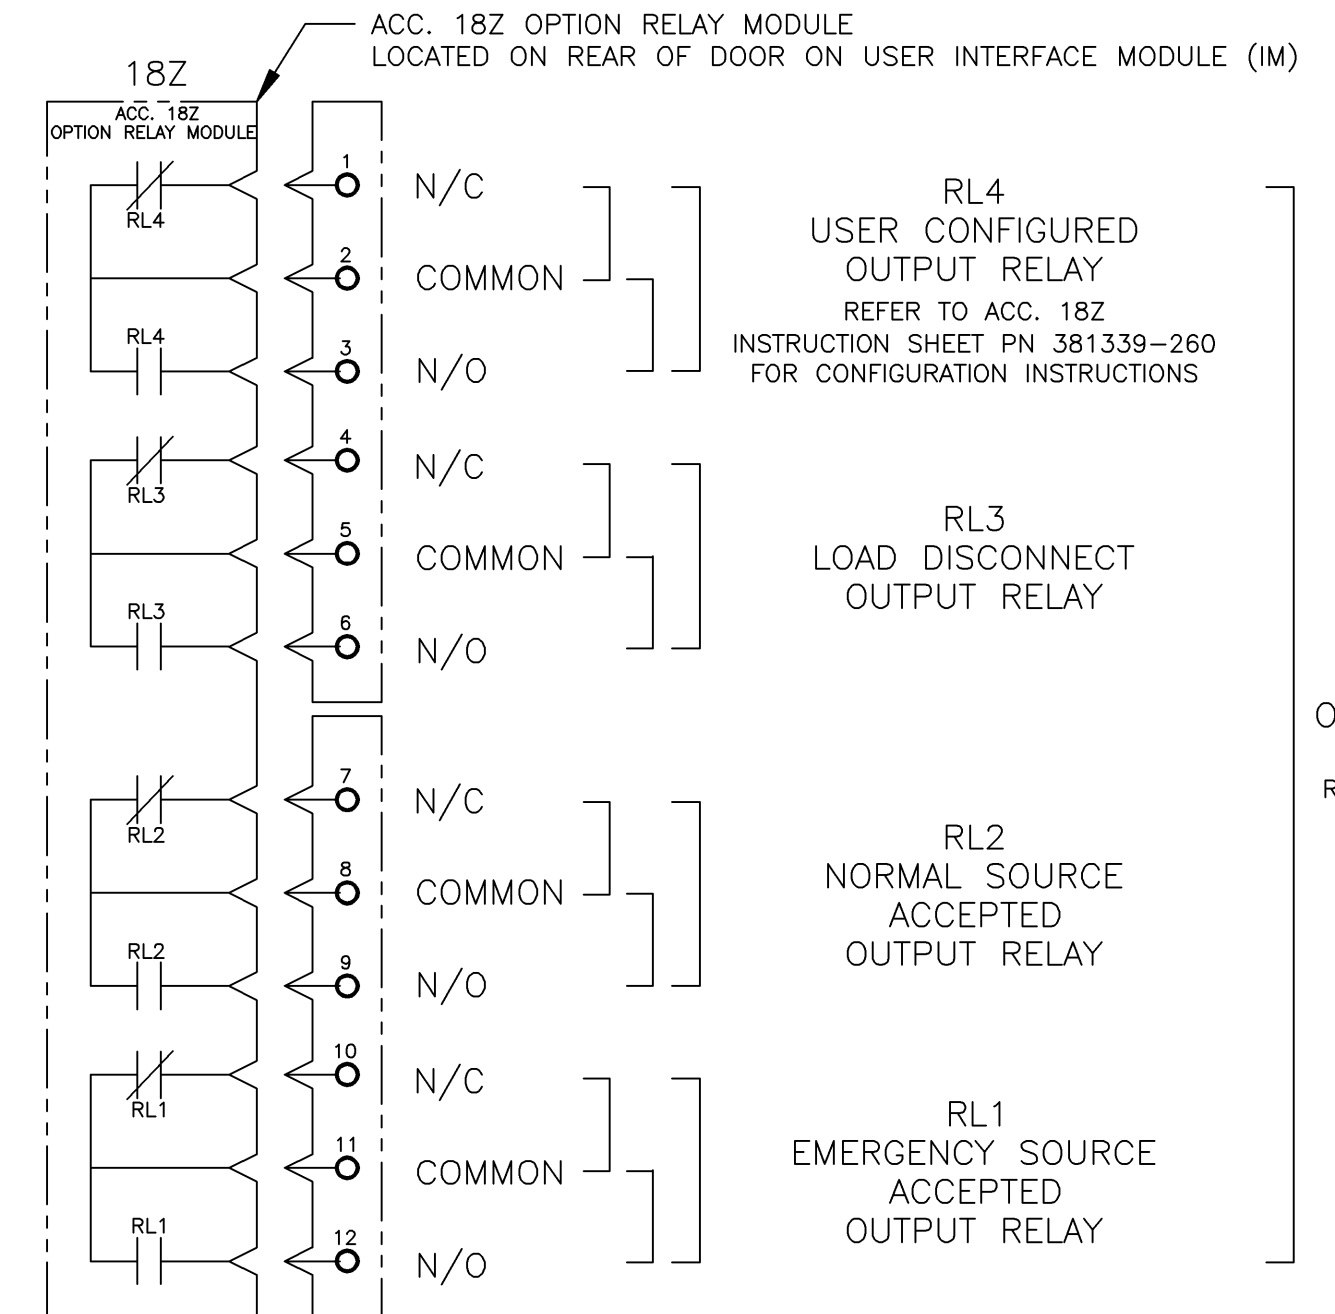 ACC. 18Z OPTION RELAY MODULE
LOCATED ON REAR OF DOOR ON USER INTERFACE MODULE (IM)
18Z
ACC. 18Z
OPTION RELAY MODULE
1
N/C
RL4
2
COMMON
RL4
3
N/O
RL4
USER CONFIGURED
OUTPUT RELAY
REFER TO ACC. 18Z
INSTRUCTION SHEET PN 381339-260
FOR CONFIGURATION INSTRUCTIONS
4
N/C
RL3
5
COMMON
RL3
6
N/O
RL3
LOAD DISCONNECT
OUTPUT RELAY
O
R
7
N/C
RL2
8
COMMON
RL2
9
N/O
RL2
NORMAL SOURCE
ACCEPTED
OUTPUT RELAY
10
N/C
RL1
11
COMMON
RL1
12
N/O
RL1
EMERGENCY SOURCE
ACCEPTED
OUTPUT RELAY